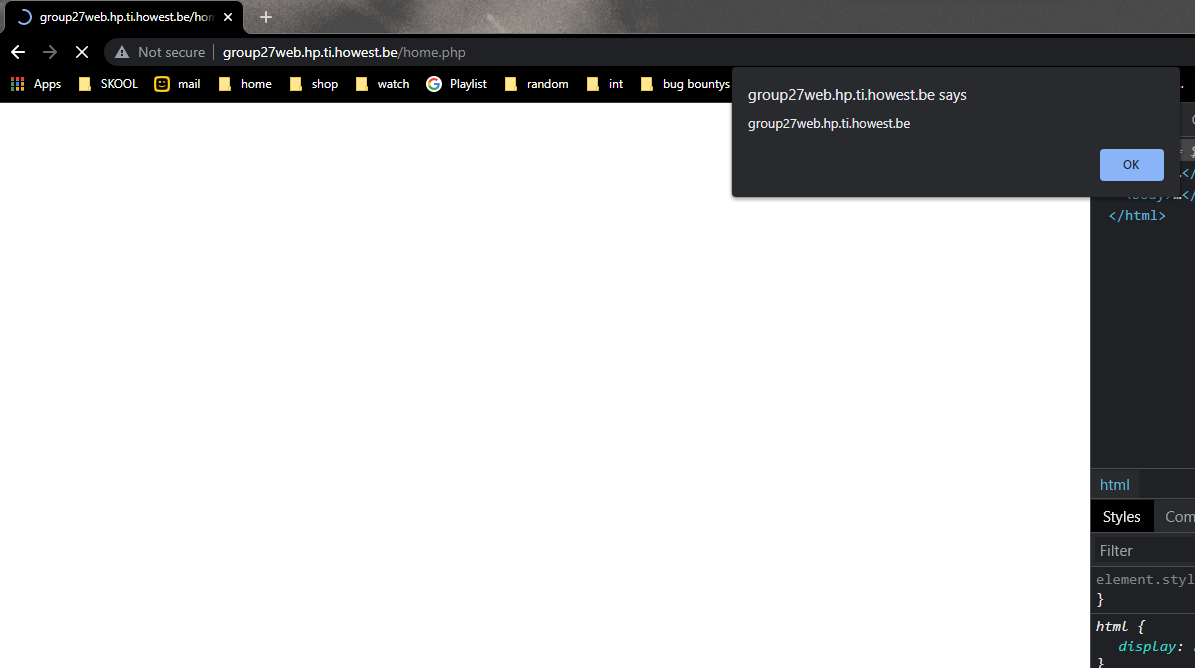 group27web.hp.ti.howest.be/hom
Not secure group27web.hp.ti.howest.be/home.php
Apps SKOOL mail home shop watch Playlist random int bug bountys
group27web.hp.ti.howest.be says
group27web.hp.ti.howest.be
OK
…</
</html>
html
Styles Com
Filter
element.styl
}
html {
display:
}